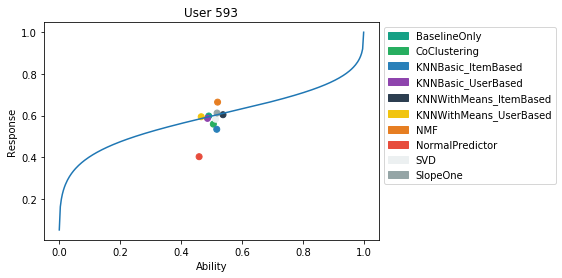 User 593
Response
1.0
0.8
0.6
0.4
0.2
0.0
0.2
0.4
0.6
0.8
1.0
Ability
BaselineOnly
CoClustering
KNNBasic_ItemBased
KNNBasic_UserBased
KNNWithMeans_ItemBased
KNNWithMeans_UserBased
NMF
NormalPredictor
SVD
SlopeOne